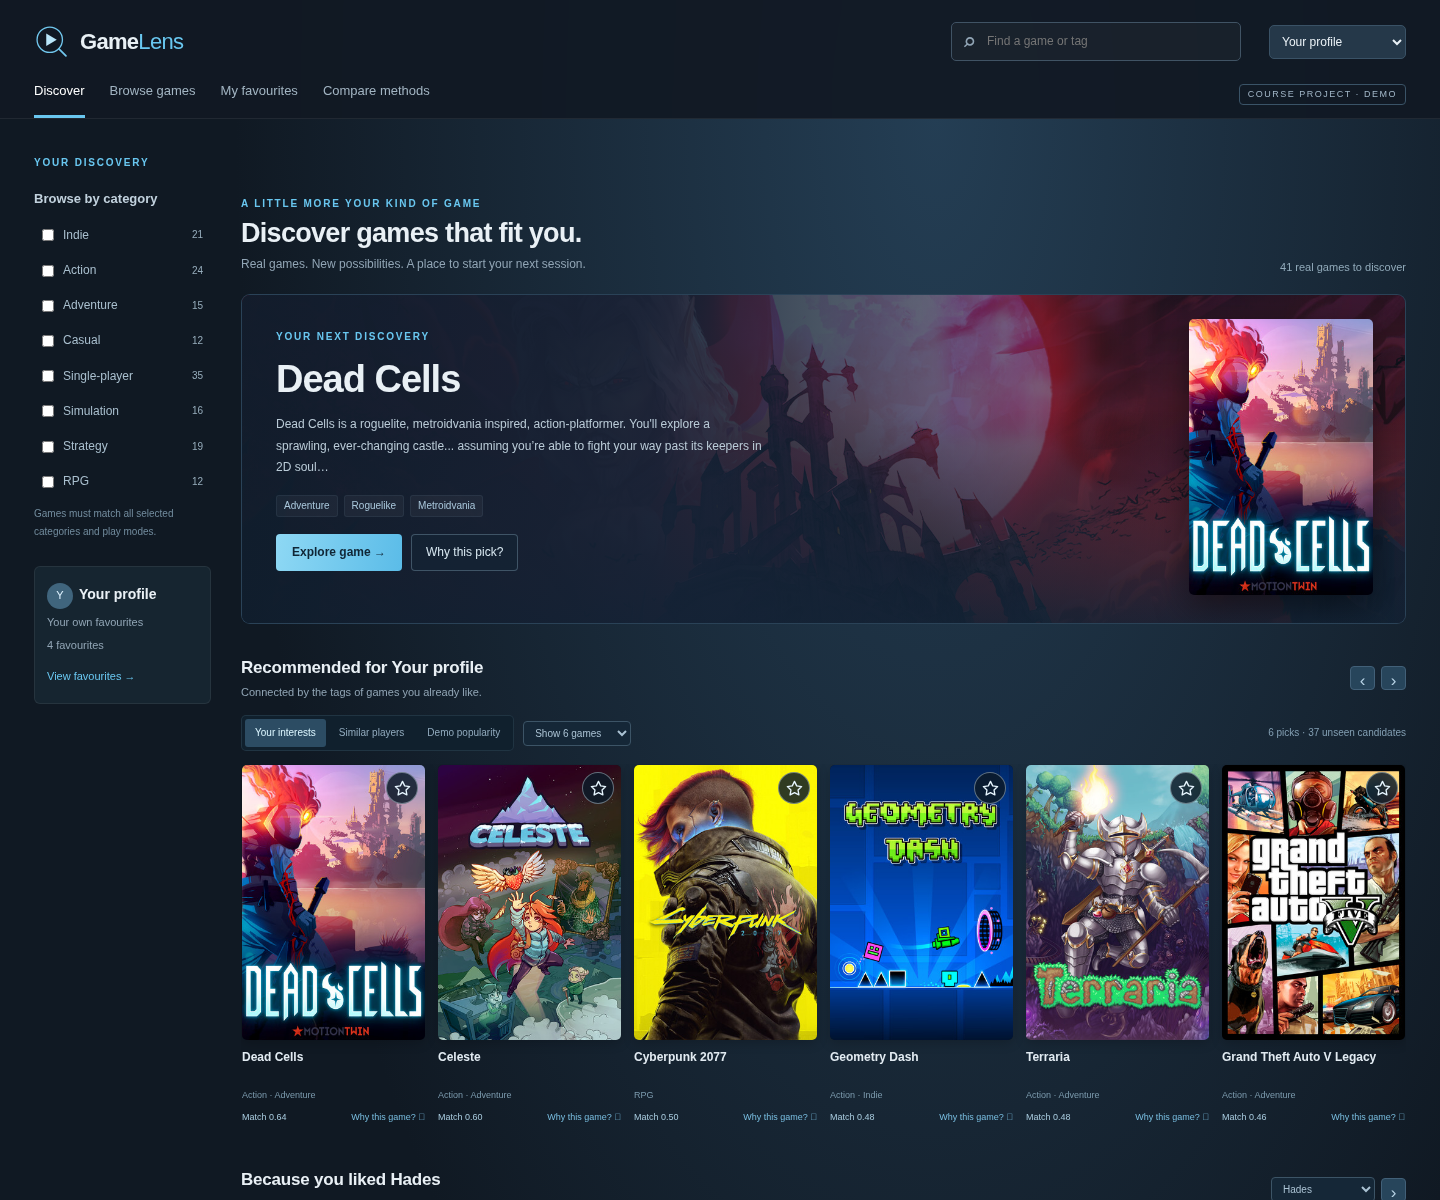 GameLens
Find a game or tag
Your profile
Discover
Browse games
My favourites
Compare methods
COURSE PROJECT · DEMO
YOUR DISCOVERY
Browse by category
Indie 21
Action 24
Adventure 15
Casual 12
Single-player 35
Simulation 16
Strategy 19
RPG 12
Games must match all selected
categories and play modes.
Y Your profile
Your own favourites
4 favourites
View favourites →
A LITTLE MORE YOUR KIND OF GAME
Discover games that fit you.
Real games. New possibilities. A place to start your next session.
41 real games to discover
YOUR NEXT DISCOVERY
Dead Cells
Dead Cells is a roguelite, metroidvania inspired, action-platformer. You'll explore a
sprawling, ever-changing castle... assuming you're able to fight your way past its keepers in
2D soul…
Adventure
Roguelike
Metroidvania
Explore game →
Why this pick?
DEAD CELLS
MOTIONTWIN
Recommended for Your profile
Connected by the tags of games you already like.
‹ ›
Your interests
Similar players
Demo popularity
Show 6 games
6 picks · 37 unseen candidates
DEAD CELLS
MOTIONTWIN
CELESTE
Cyberpunk
2077
GEOMETRY
DASH
Terraria
grand
theft
auto
FIVE
Dead Cells
Celeste
Cyberpunk 2077
Geometry Dash
Terraria
Grand Theft Auto V Legacy
Action · Adventure
Action · Adventure
RPG
Action · Indie
Action · Adventure
Action · Adventure
Match 0.64 Why this game?
Match 0.60 Why this game?
Match 0.50 Why this game?
Match 0.48 Why this game?
Match 0.48 Why this game?
Match 0.46 Why this game?
Because you liked Hades
Hades
›